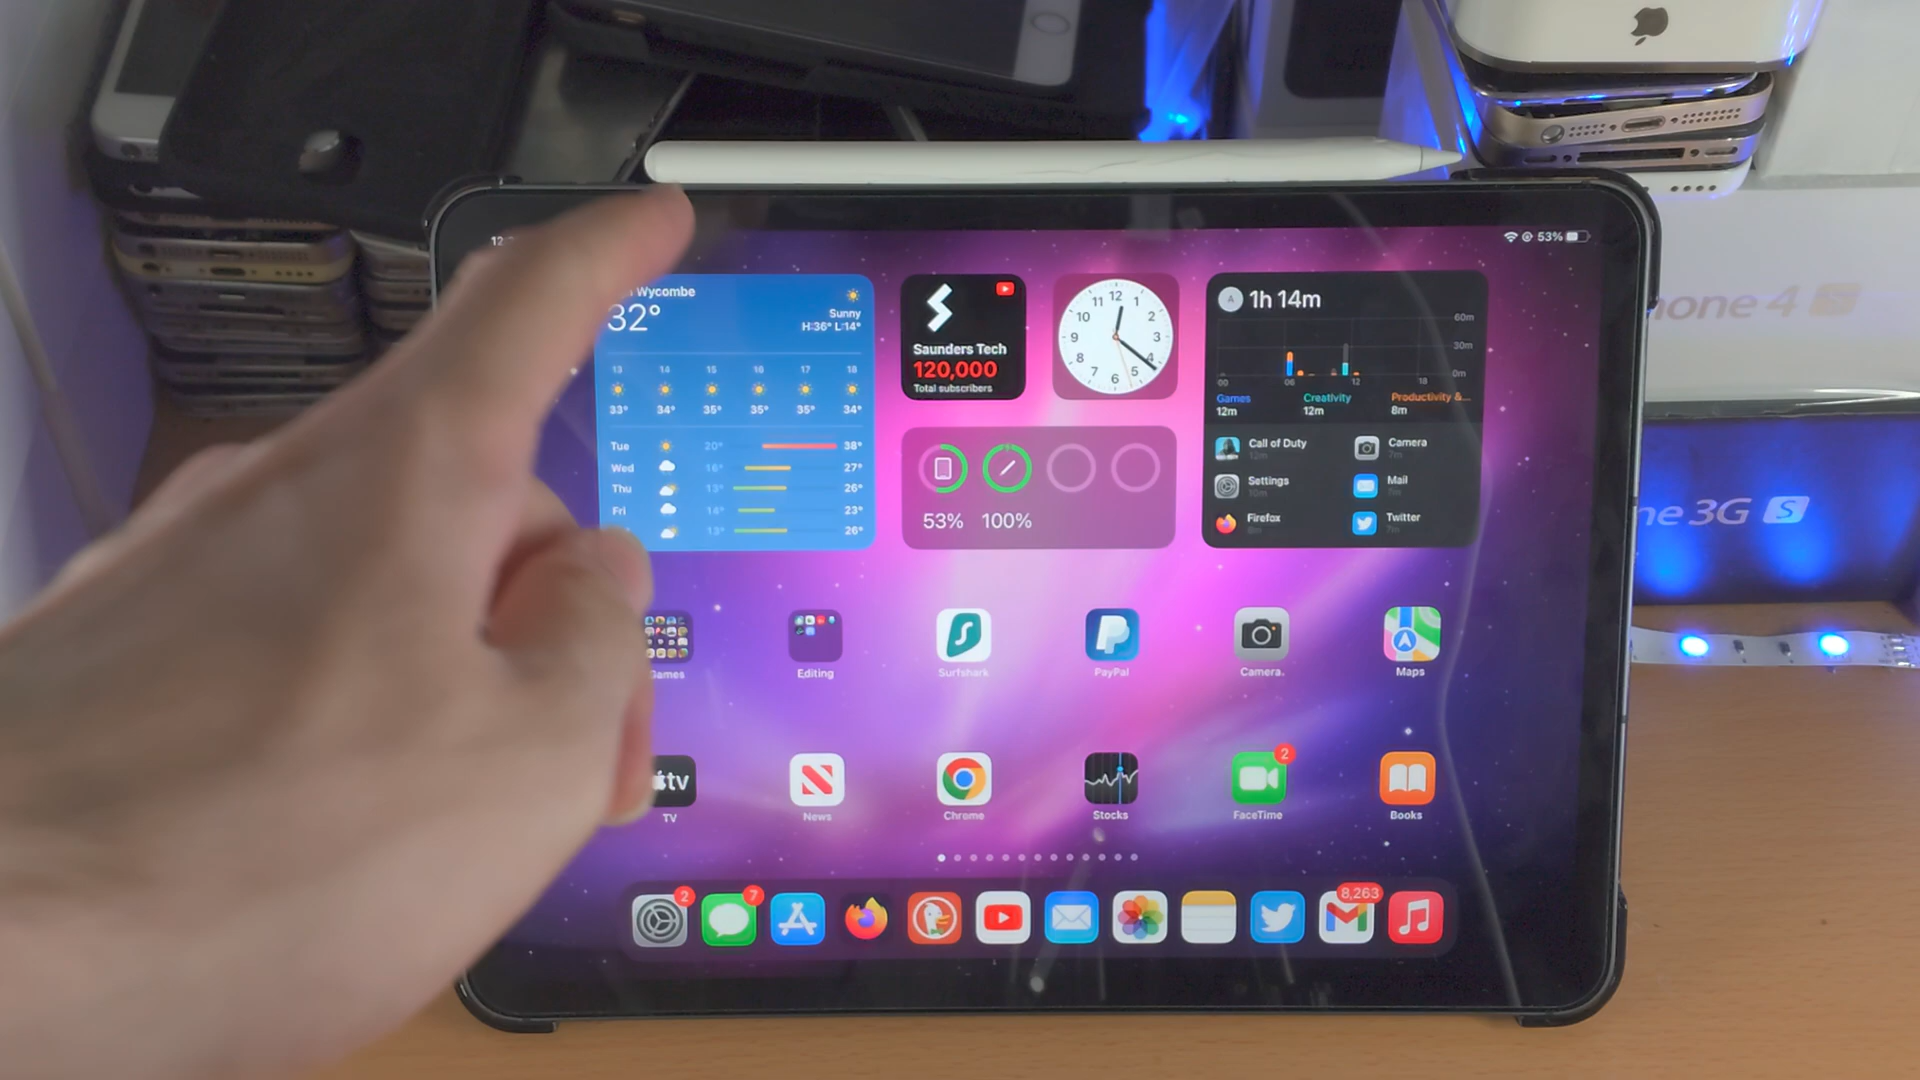 12
53%
Wycombe
32°
Sunny
H:36° L:14°
13 14 15 16 17 18
33° 34° 35° 35° 35° 34°
Tue 20° 38°
Wed 16° 27°
Thu 13° 26°
Fri 14° 23°
13° 26°
Saunders Tech
120,000
Total subscribers
12 1 2 3 4 5 6 7 8 9 10 11
53% 100%
A 1h 14m
60m
30m
0m
00 06 12 18
Games Creativity Productivity &...
12m 12m 8m
Call of Duty Camera
12m 7m
Settings Mail
10m
Firefox Twitter
Games Editing Surfshark PayPal Camera. Maps
tv
2
TV News Chrome Stocks FaceTime Books
2 7 8,263
hone 4 S
ne 3G S